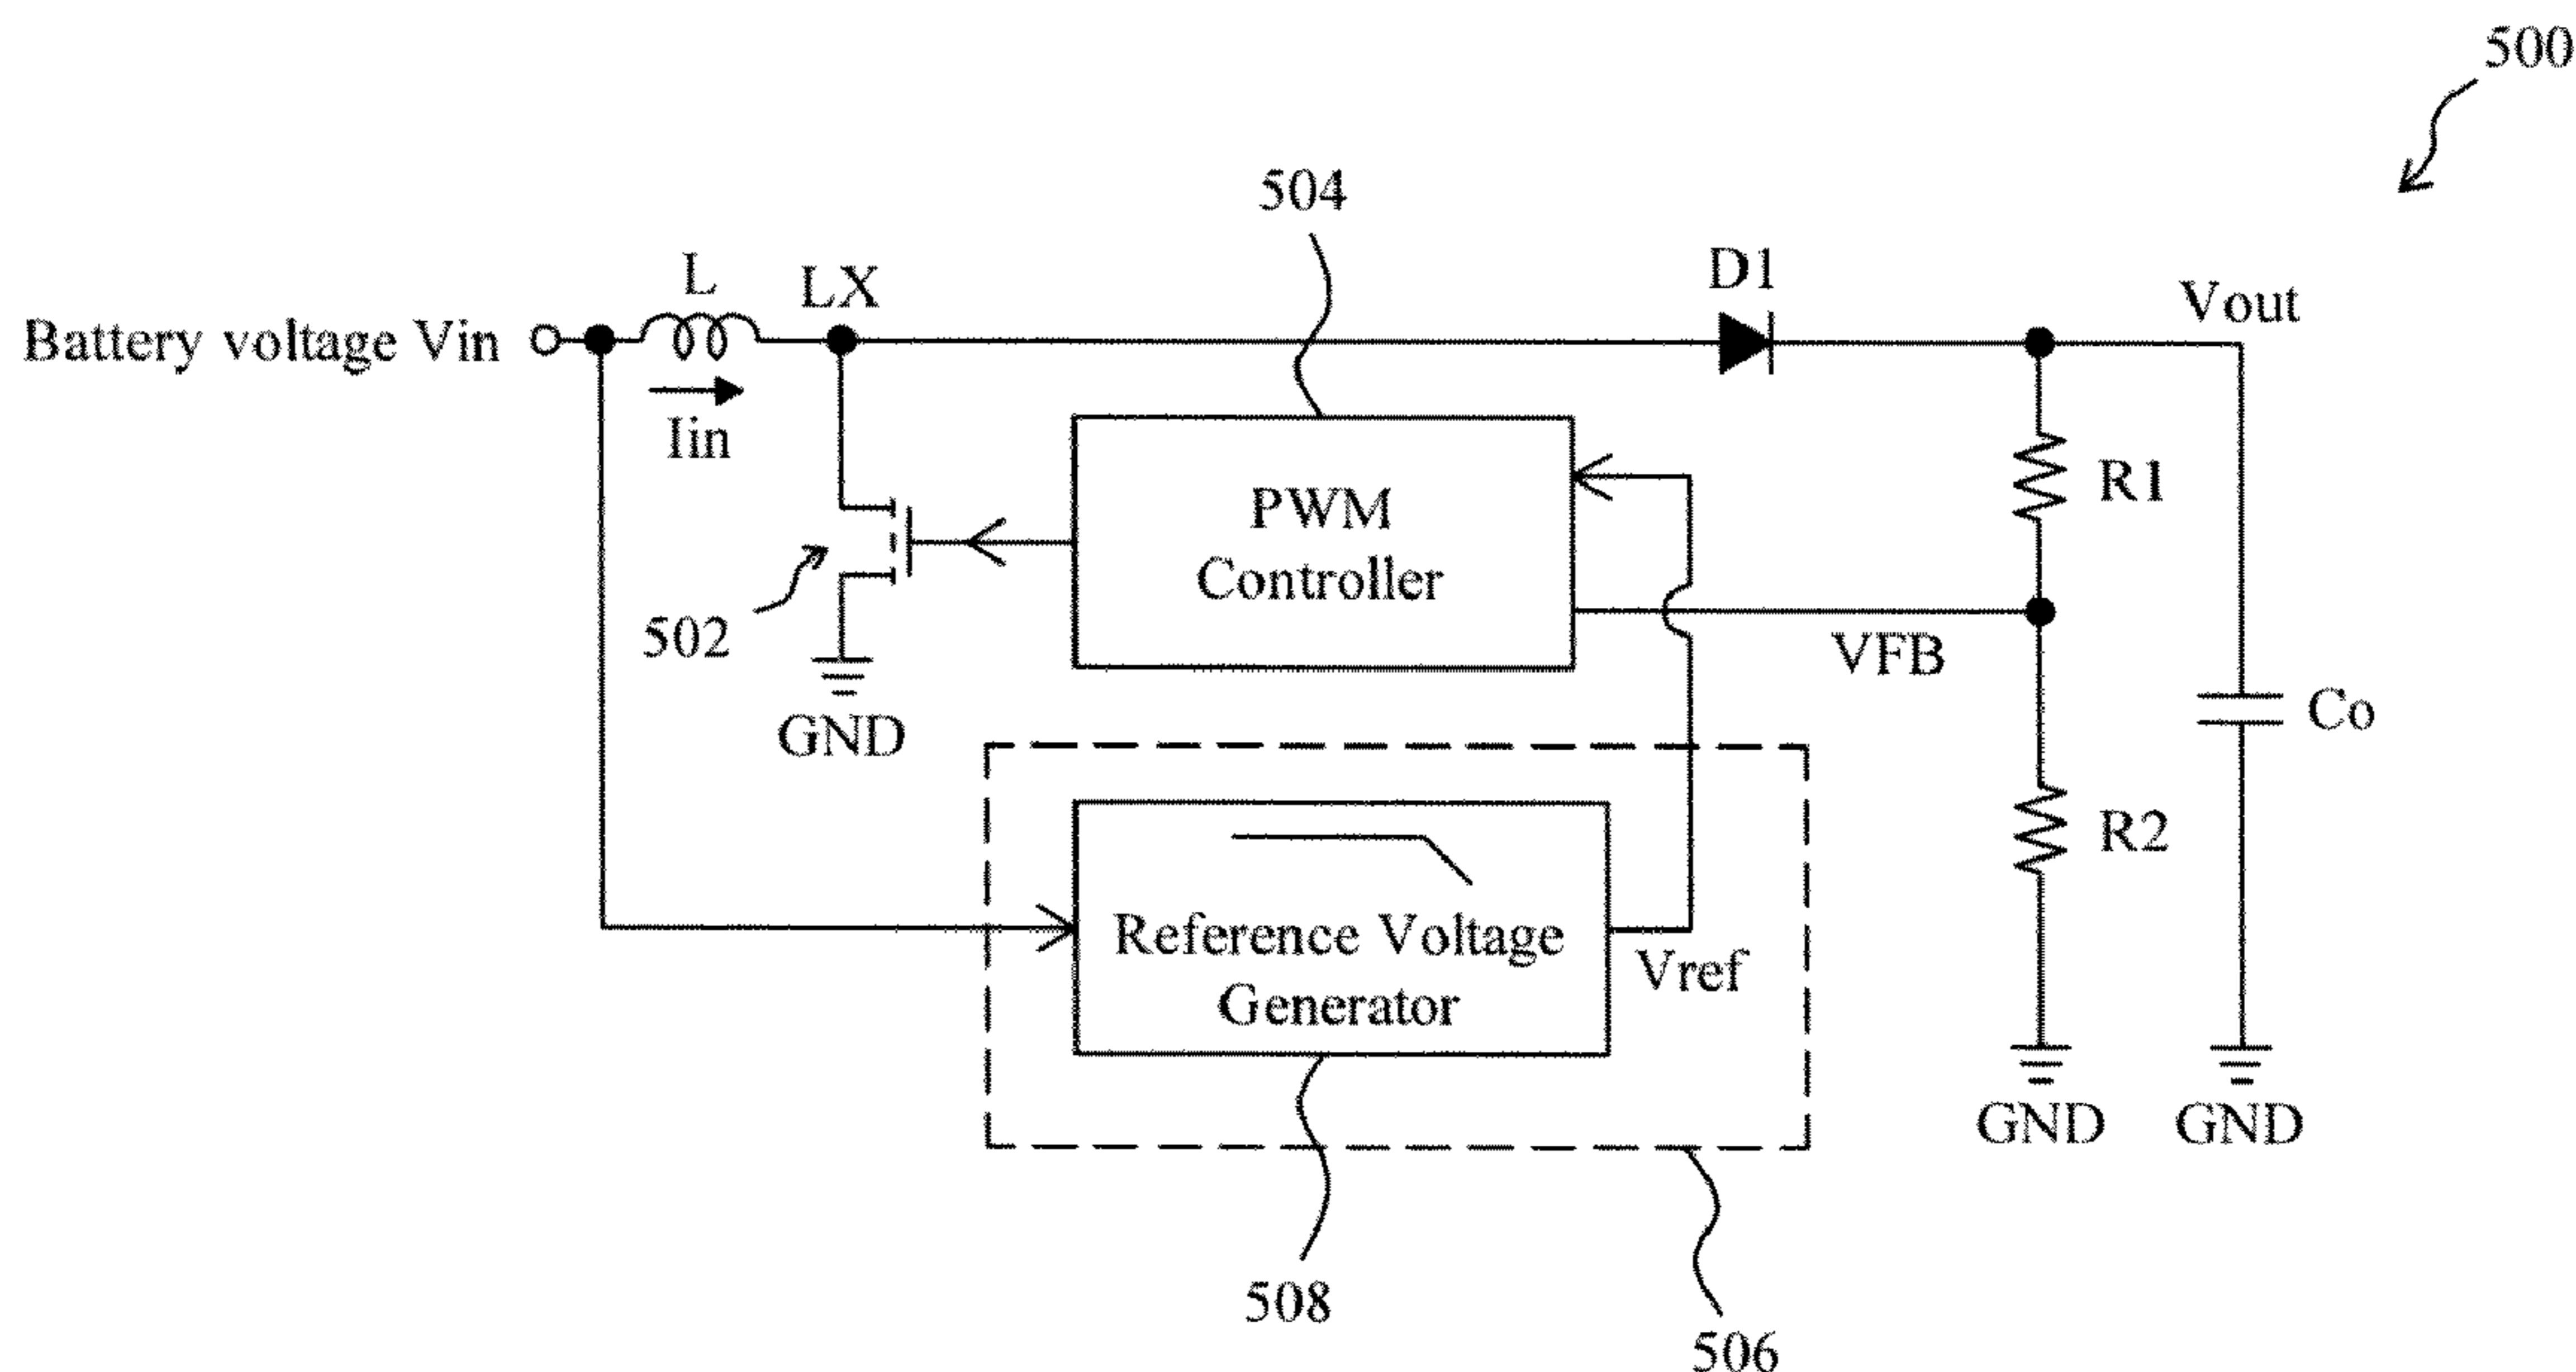 500
504
D1
Vout
L
LX
Battery voltage Vin
Iin
R1
PWM
Controller
502
VFB
GND
Co
R2
Reference Voltage
Generator
Vref
GND
GND
508
506